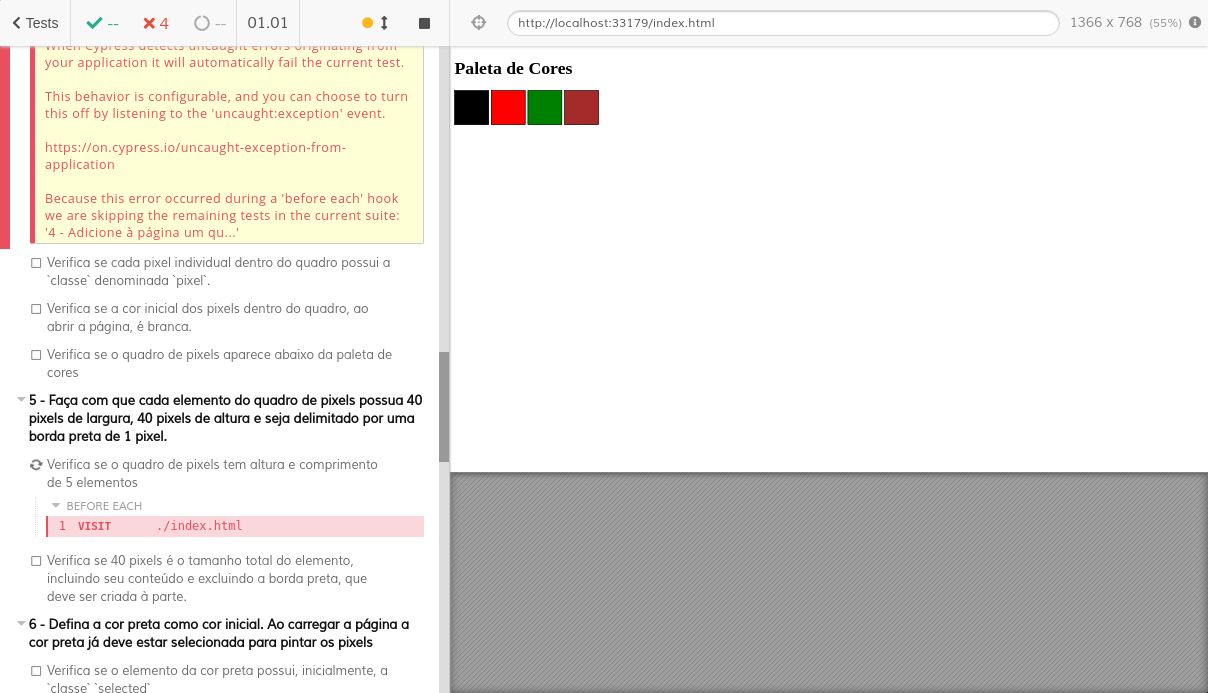 Tests
--
4
--
01.01
http://localhost:33179/index.html
1366 x 768 (55%)
When Cypress detects uncaught errors originating from
your application it will automatically fail the current test.
This behavior is configurable, and you can choose to turn
this off by listening to the 'uncaught:exception' event.
https://on.cypress.io/uncaught-exception-from-
application
Because this error occurred during a 'before each' hook
we are skipping the remaining tests in the current suite:
'4 - Adicione à página um qu...'
Verifica se cada pixel individual dentro do quadro possui a
`classe` denominada `pixel`.
Verifica se a cor inicial dos pixels dentro do quadro, ao
abrir a página, é branca.
Verifica se o quadro de pixels aparece abaixo da paleta de
cores
5 - Faça com que cada elemento do quadro de pixels possua 40
pixels de largura, 40 pixels de altura e seja delimitado por uma
borda preta de 1 pixel.
Verifica se o quadro de pixels tem altura e comprimento
de 5 elementos
BEFORE EACH
1 VISIT ./index.html
Verifica se 40 pixels é o tamanho total do elemento,
incluindo seu conteúdo e excluindo a borda preta, que
deve ser criada à parte.
6 - Defina a cor preta como cor inicial. Ao carregar a página a
cor preta já deve estar selecionada para pintar os pixels
Verifica se o elemento da cor preta possui, inicialmente, a
`classe` `selected`
Paleta de Cores